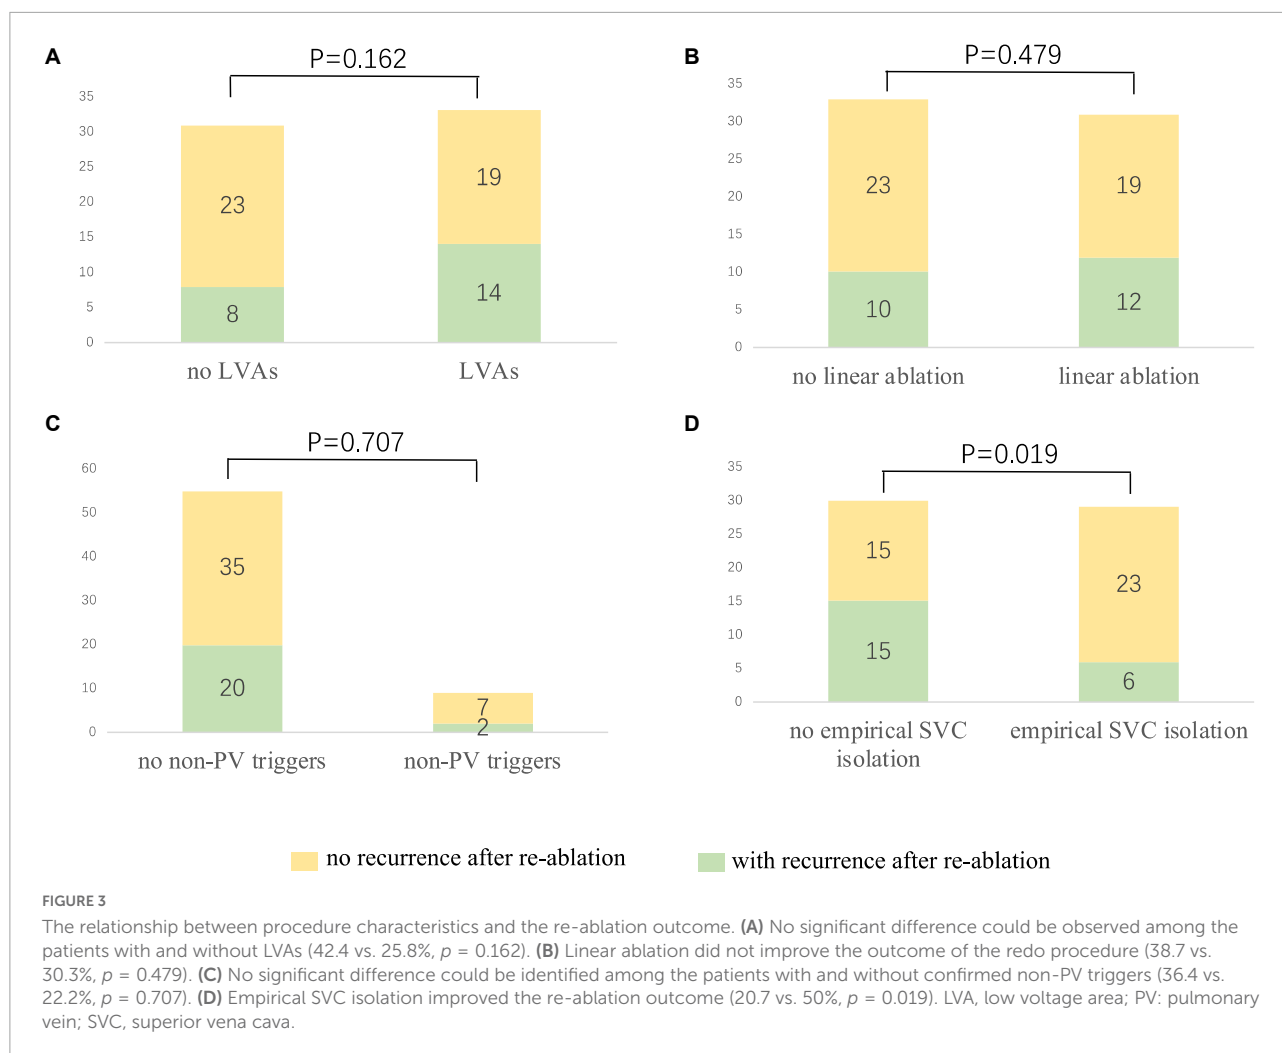 A
P=0.162
35
30
25
20
15
10
5
0
23
8
19
14
no LVAs
LVAs
B
P=0.479
35
30
25
20
15
10
5
0
23
10
19
12
no linear ablation
linear ablation
C
P=0.707
60
50
40
30
20
10
0
35
20
7
2
no non-PV triggers
non-PV triggers
D
P=0.019
35
30
25
20
15
10
5
0
15
15
23
6
no empirical SVC
isolation
empirical SVC isolation
no recurrence after re-ablation
with recurrence after re-ablation
FIGURE 3
The relationship between procedure characteristics and the re-ablation outcome. (A) No significant difference could be observed among the
patients with and without LVAs (42.4 vs. 25.8%, p = 0.162). (B) Linear ablation did not improve the outcome of the redo procedure (38.7 vs.
30.3%, p = 0.479). (C) No significant difference could be identified among the patients with and without confirmed non-PV triggers (36.4 vs.
22.2%, p = 0.707). (D) Empirical SVC isolation improved the re-ablation outcome (20.7 vs. 50%, p = 0.019). LVA, low voltage area; PV: pulmonary
vein; SVC, superior vena cava.